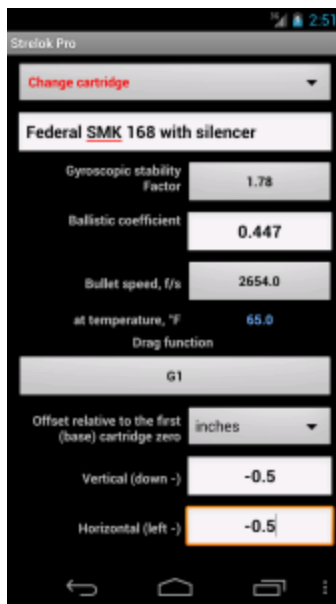 2:51
Strelok Pro
Change cartridge
Federal SMK 168 with silencer
Gyroscopic stability
Factor
1.78
Ballistic coefficient
0.447
Bullet speed, f/s
2654.0
at temperature, °F
65.0
Drag function
G1
Offset relative to the first
(base) cartridge zero
inches
Vertical (down -)
-0.5
Horizontal (left -)
-0.5